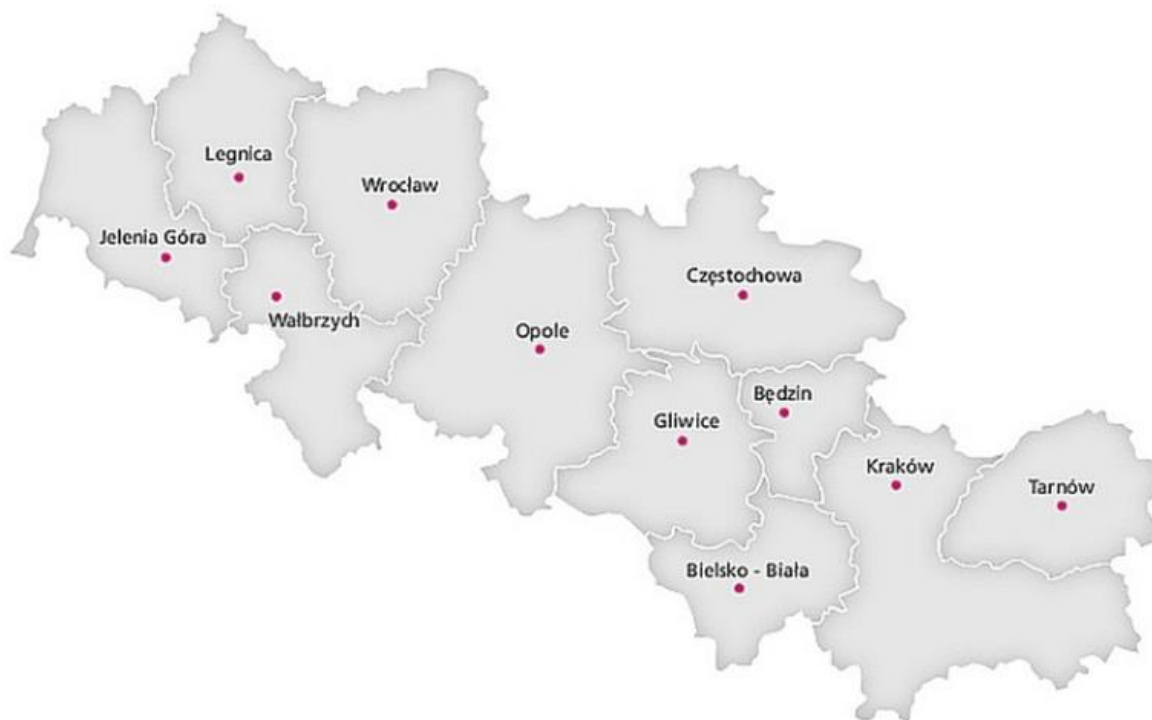 Legnica
Wrocław
Jelenia Góra
Częstochowa
Wałbrzych
Opole
Będzin
Gliwice
Kraków
Tarnów
Bielsko - Biała